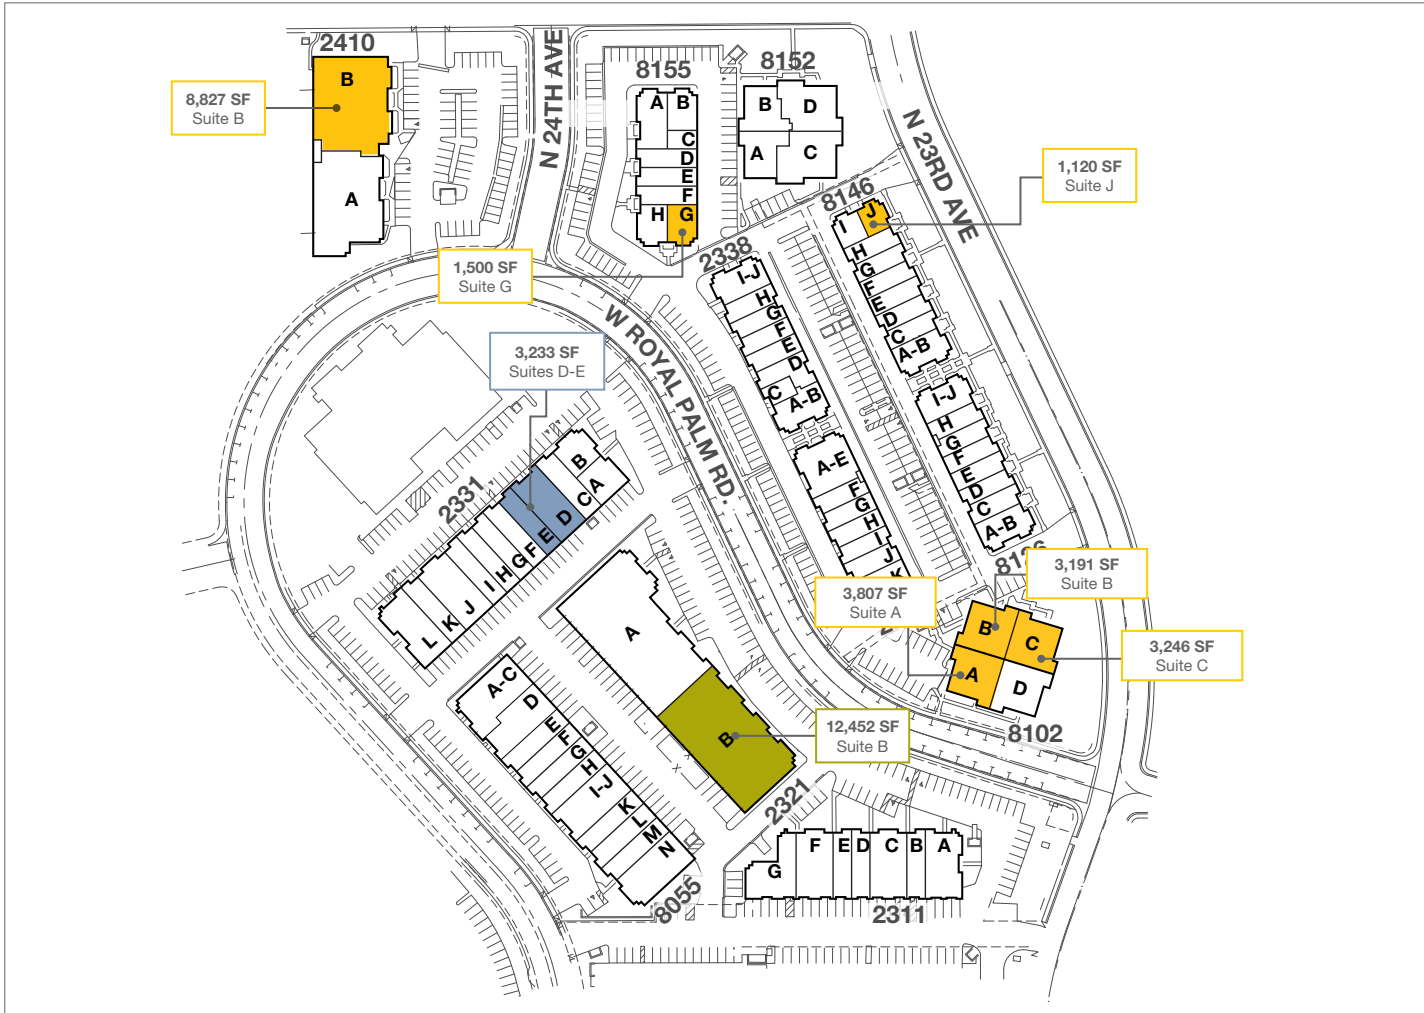 2410
B
A
8,827 SF
Suite B
N 24TH AVE
8155
A
B
C
D
E
F
G
H
1,500 SF
Suite G
8152
B
D
A
C
N 23RD AVE
1,120 SF
Suite J
8146
J
I
H
G
F
E
D
C
A-B
I-J
H
G
F
E
D
C
A-B
2338
I-J
H
G
F
E
D
C
A-B
A-E
F
G
H
I
J
K
W ROYAL PALM RD.
3,233 SF
Suites D-E
2331
B
A
C
D
E
F
G
H
I
J
K
L
3,191 SF
Suite B
3,807 SF
Suite A
3,246 SF
Suite C
B
C
A
D
8102
A
B
12,452 SF
Suite B
2321
A-C
D
E
F
G
H
I-J
K
L
M
N
8055
G
F
E
D
C
B
A
2311